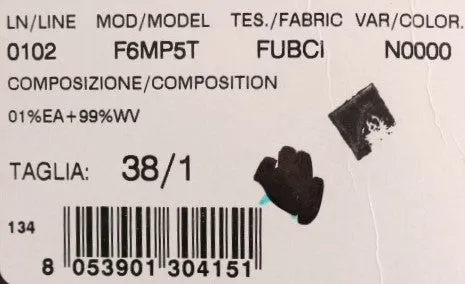 LN/LINE MOD/MODEL TES./FABRIC VAR/COLOR.
0102 F6MP5T FUBCI N0000
COMPOSIZIONE/COMPOSITION
01%EA+99%WV
TAGLIA: 38/1
134
8 053901 304151